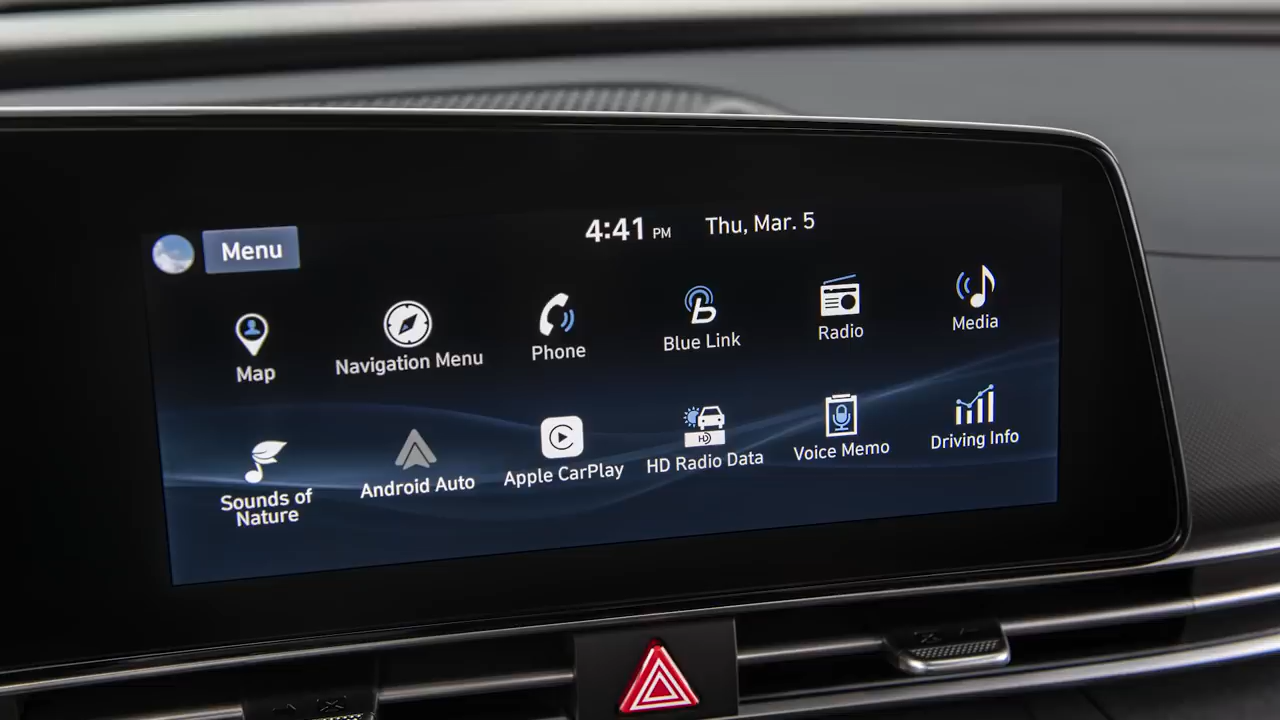 Menu
4:41 PM
Thu, Mar. 5
Map
Navigation Menu
Phone
Blue Link
Radio
Media
Sounds of
Nature
Android Auto
Apple CarPlay
HD
HD Radio Data
Voice Memo
Driving Info